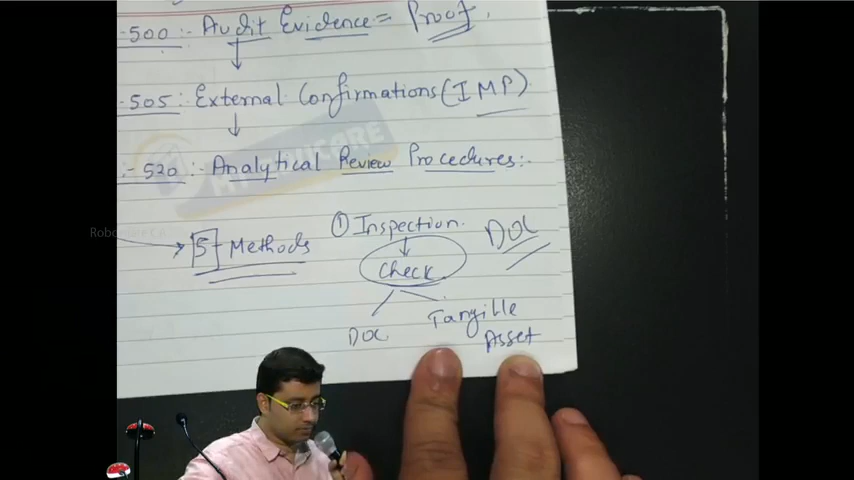 -500 :- Audit Evidence = Proof.
-505 : External Confirmations (IMP)
:- 520 :- Analytical Review Procedures :-
5 Methods
① Inspection.
DOC
Check
DOC.
Tangible
Asset